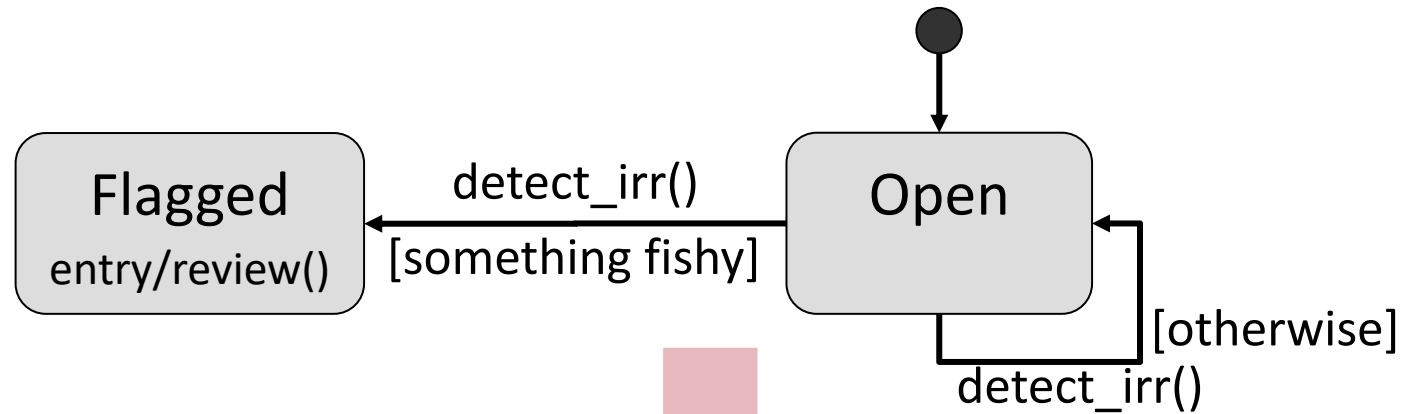 Flagged
entry/review()
detect_irr()
[something fishy]
Open
[otherwise]
detect_irr()